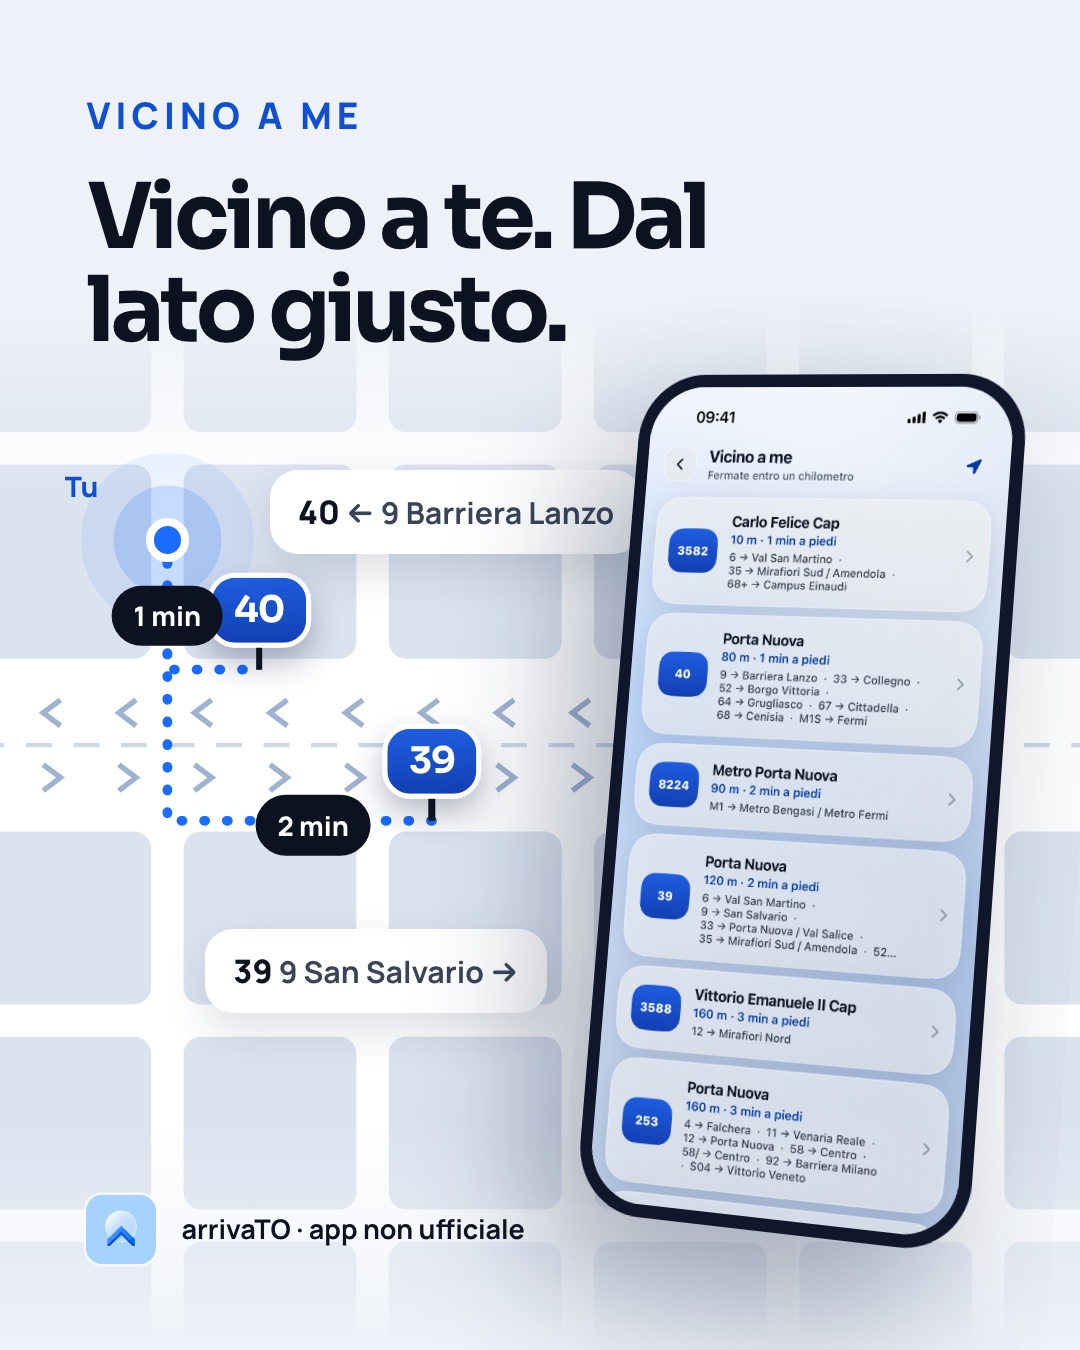 VICINO A ME
Vicino a te. Dal
lato giusto.
Tu
40 ← 9 Barriera Lanzo
1 min
40
39
2 min
39 9 San Salvario →
09:41
Vicino a me
Fermate entro un chilometro
3582
Carlo Felice Cap
10 m · 1 min a piedi
6 → Val San Martino ·
35 → Mirafiori Sud / Amendola ·
68+ → Campus Einaudi
40
Porta Nuova
80 m · 1 min a piedi
9 → Barriera Lanzo · 33 → Collegno ·
52 → Borgo Vittoria ·
64 → Grugliasco · 67 → Cittadella ·
68 → Cenisia · M1S → Fermi
8224
Metro Porta Nuova
90 m · 2 min a piedi
M1 → Metro Bengasi / Metro Fermi
39
Porta Nuova
120 m · 2 min a piedi
6 → Val San Martino ·
9 → San Salvario ·
33 → Porta Nuova / Val Salice ·
35 → Mirafiori Sud / Amendola · 52...
3588
Vittorio Emanuele II Cap
160 m · 3 min a piedi
12 → Mirafiori Nord
253
Porta Nuova
160 m · 3 min a piedi
4 → Falchera · 11 → Venaria Reale ·
12 → Porta Nuova · 58 → Centro ·
58/ → Centro · 92 → Barriera Milano
· S04 → Vittorio Veneto
arrivaTO · app non ufficiale